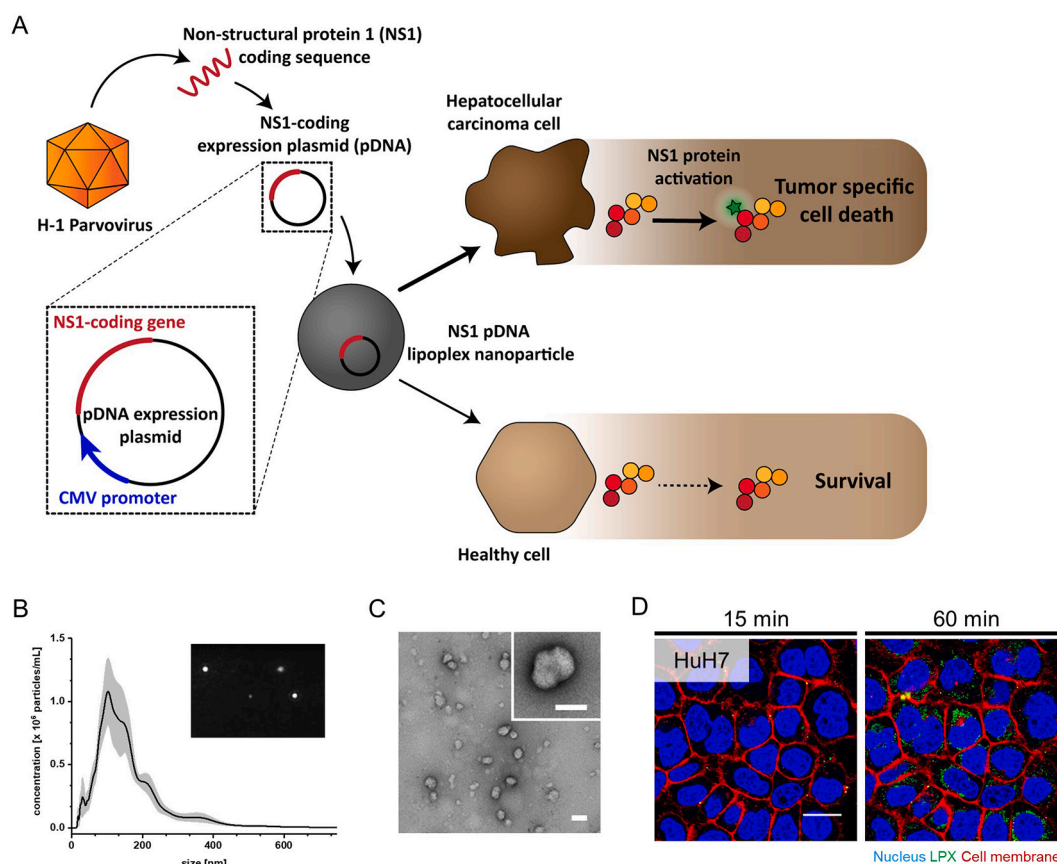 A
Non-structural protein 1 (NS1)
coding sequence
NS1-coding
expression plasmid (pDNA)
H-1 Parvovirus
Hepatocellular
carcinoma cell
NS1 protein
activation
Tumor specific
cell death
NS1-coding gene
pDNA expression
plasmid
CMV promoter
NS1 pDNA
lipoplex nanoparticle
Healthy cell
Survival
B
1.5
1.0
0.5
0.0
concentration [x 10⁶ particles/mL]
0
200
400
600
size [nm]
C
D
15 min
60 min
HuH7
Nucleus LPX Cell membrane